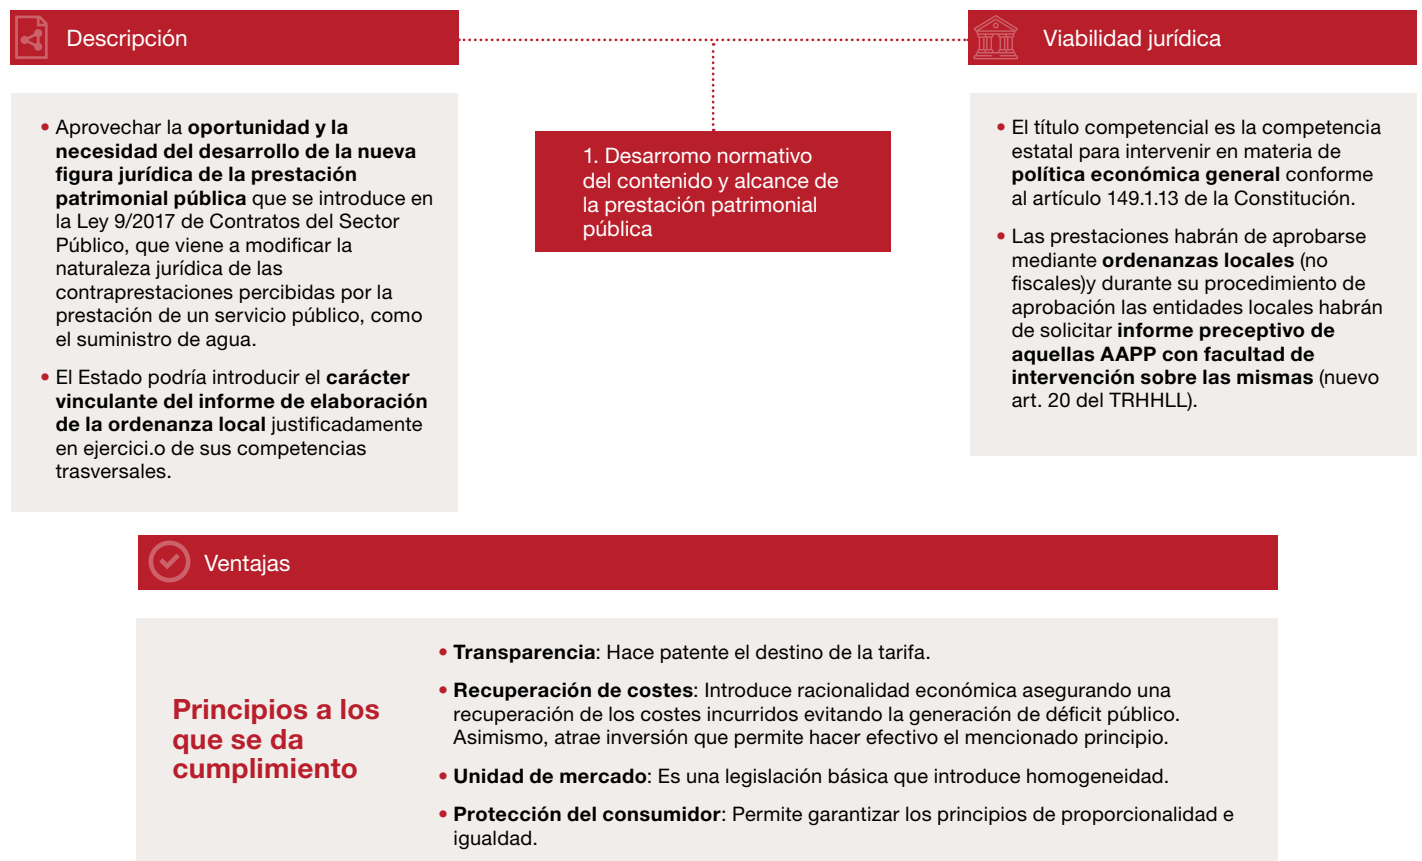 Descripción
• Aprovechar la oportunidad y la
necesidad del desarrollo de la nueva
figura jurídica de la prestación
patrimonial pública que se introduce en
la Ley 9/2017 de Contratos del Sector
Público, que viene a modificar la
naturaleza jurídica de las
contraprestaciones percibidas por la
prestación de un servicio público, como
el suministro de agua.
• El Estado podría introducir el carácter
vinculante del informe de elaboración
de la ordenanza local justificadamente
en ejercici.o de sus competencias
trasversales.
1. Desarromo normativo
del contenido y alcance de
la prestación patrimonial
pública
Viabilidad jurídica
• El título competencial es la competencia
estatal para intervenir en materia de
política económica general conforme
al artículo 149.1.13 de la Constitución.
• Las prestaciones habrán de aprobarse
mediante ordenanzas locales (no
fiscales)y durante su procedimiento de
aprobación las entidades locales habrán
de solicitar informe preceptivo de
aquellas AAPP con facultad de
intervención sobre las mismas (nuevo
art. 20 del TRHHLL).
Ventajas
Principios a los
que se da
cumplimiento
• Transparencia: Hace patente el destino de la tarifa.
• Recuperación de costes: Introduce racionalidad económica asegurando una
recuperación de los costes incurridos evitando la generación de déficit público.
Asimismo, atrae inversión que permite hacer efectivo el mencionado principio.
• Unidad de mercado: Es una legislación básica que introduce homogeneidad.
• Protección del consumidor: Permite garantizar los principios de proporcionalidad e
igualdad.